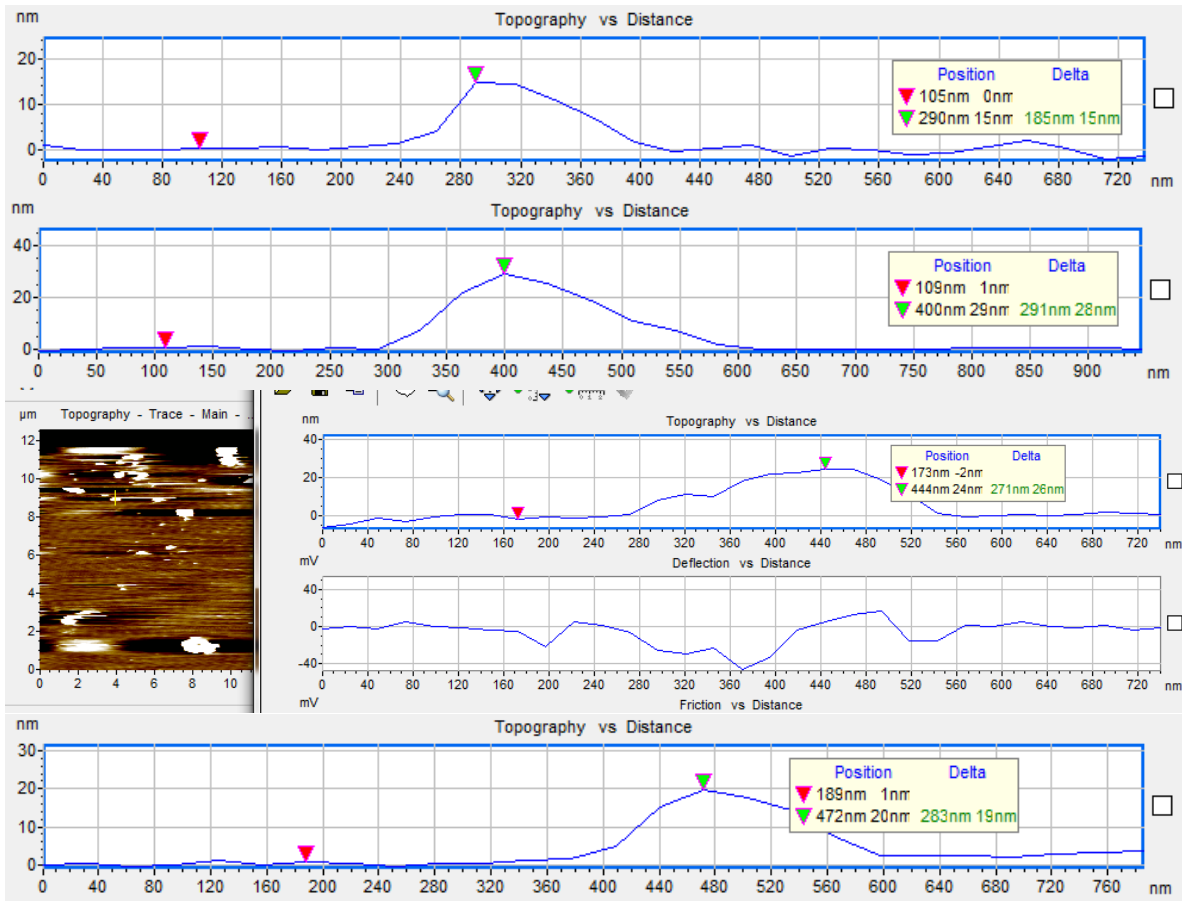 nm
Topography vs Distance
20
10
0
Position Delta
105nm 0nm
290nm 15nm 185nm 15nm
0 40 80 120 160 200 240 280 320 360 400 440 480 520 560 600 640 680 720 nm
nm
Topography vs Distance
40
20
0
Position Delta
109nm 1nm
400nm 29nm 291nm 28nm
0 50 100 150 200 250 300 350 400 450 500 550 600 650 700 750 800 850 900 nm
µm Topography - Trace - Main - ..
12
10
8
6
4
2
0
0 2 4 6 8 10
nm
Topography vs Distance
40
20
0
Position Delta
173nm -2nm
444nm 24nm 271nm 26nm
0 40 80 120 160 200 240 280 320 360 400 440 480 520 560 600 640 680 720 nm
mV
Deflection vs Distance
40
0
-40
0 40 80 120 160 200 240 280 320 360 400 440 480 520 560 600 640 680 720 nm
mV
Friction vs Distance
nm
Topography vs Distance
30
20
10
0
Position Delta
189nm 1nm
472nm 20nm 283nm 19nm
0 40 80 120 160 200 240 280 320 360 400 440 480 520 560 600 640 680 720 760 nm